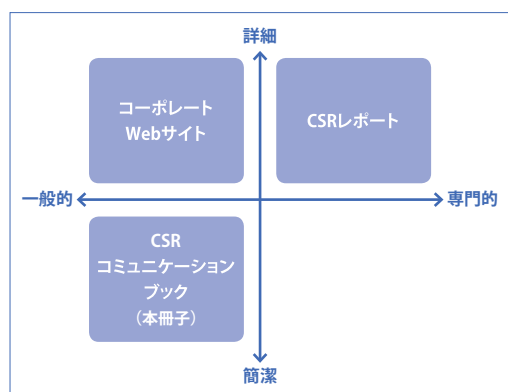 詳細
コーポレート
Webサイト
CSRレポート
一般的
専門的
CSR
コミュニケーション
ブック
（本冊子）
簡潔